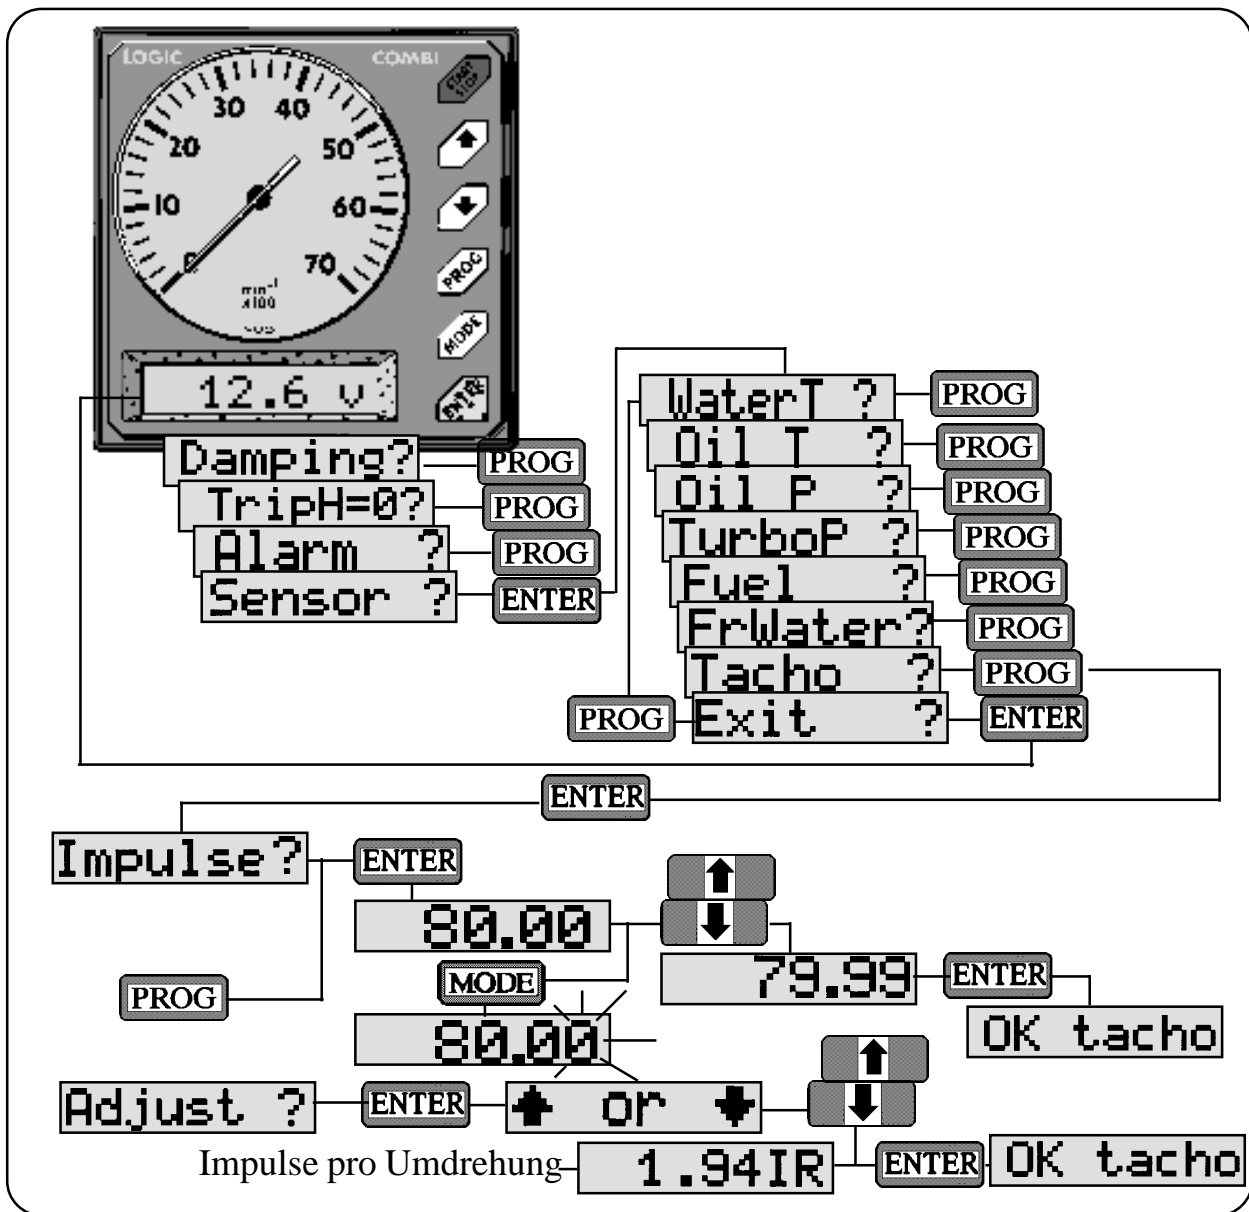 LOGIC COMBI
START STOP
30 40
20 50
10 60
0 70
min⁻¹
x100
PROG
MODE
ENTER
12.6 v
Damping? PROG
TripH=0? PROG
Alarm ? PROG
Sensor ? ENTER
WaterT ? PROG
Oil T ? PROG
Oil P ? PROG
TurboP ? PROG
Fuel ? PROG
FrWater? PROG
Tacho ? PROG
PROG Exit ? ENTER
ENTER
Impulse? ENTER
80.00
79.99 ENTER
MODE
PROG
80.00
OK tacho
Adjust ? ENTER ↑ or ↓
Impulse pro Umdrehung 1.94IR ENTER OK tacho